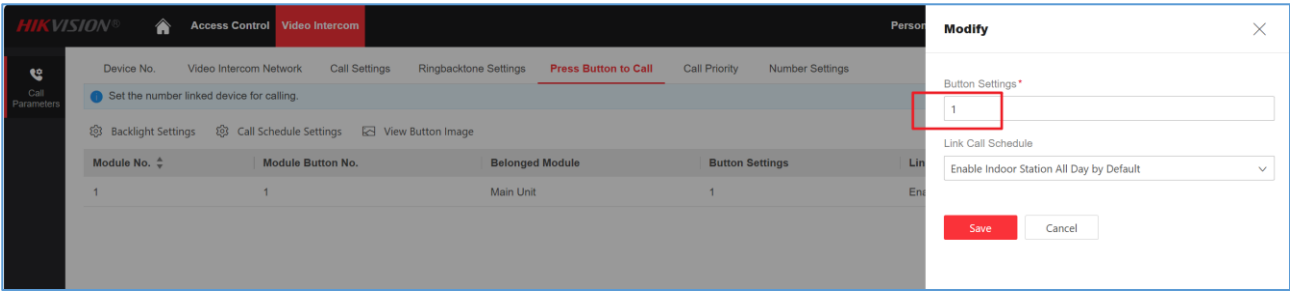 HIKVISION® Access Control Video Intercom Person
Modify
Call Parameters
Device No. Video Intercom Network Call Settings Ringbacktone Settings Press Button to Call Call Priority Number Settings
Set the number linked device for calling.
Backlight Settings Call Schedule Settings View Button Image
Module No. Module Button No. Belonged Module Button Settings Lin
1 1 Main Unit 1 Ena
Button Settings*
1
Link Call Schedule
Enable Indoor Station All Day by Default
Save Cancel